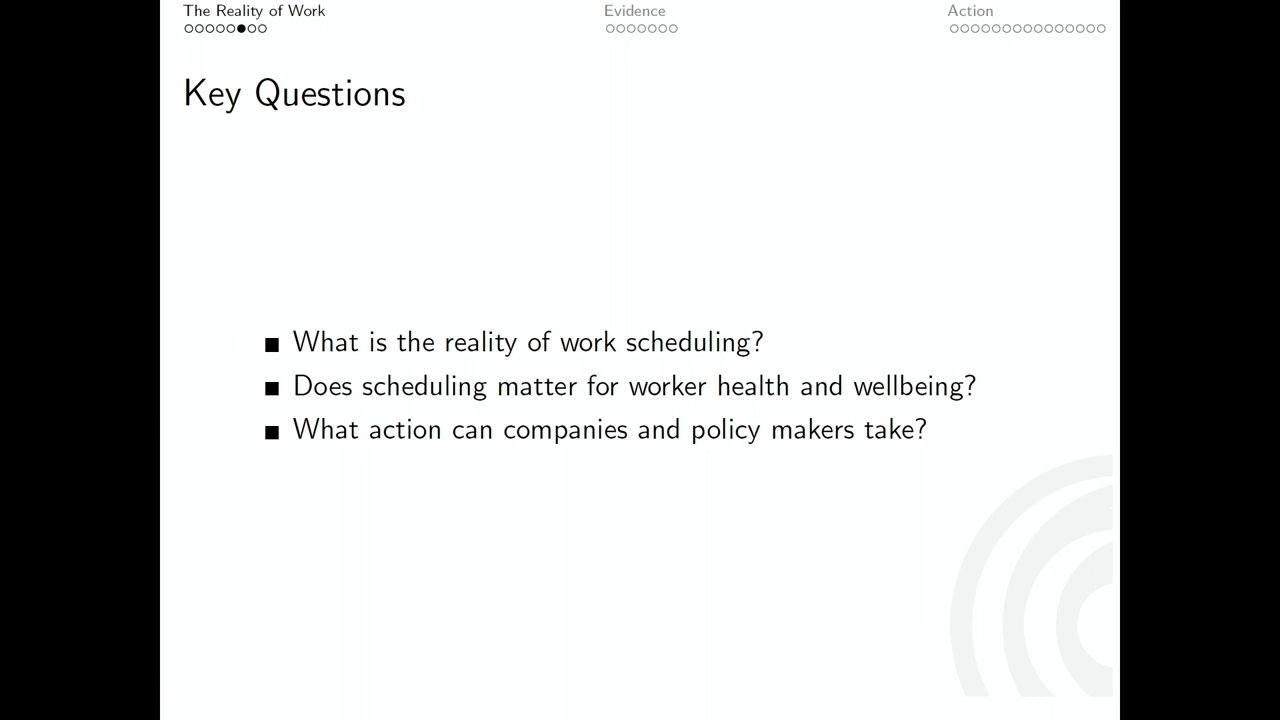 The Reality of Work
Evidence
Action
Key Questions
What is the reality of work scheduling?
Does scheduling matter for worker health and wellbeing?
What action can companies and policy makers take?